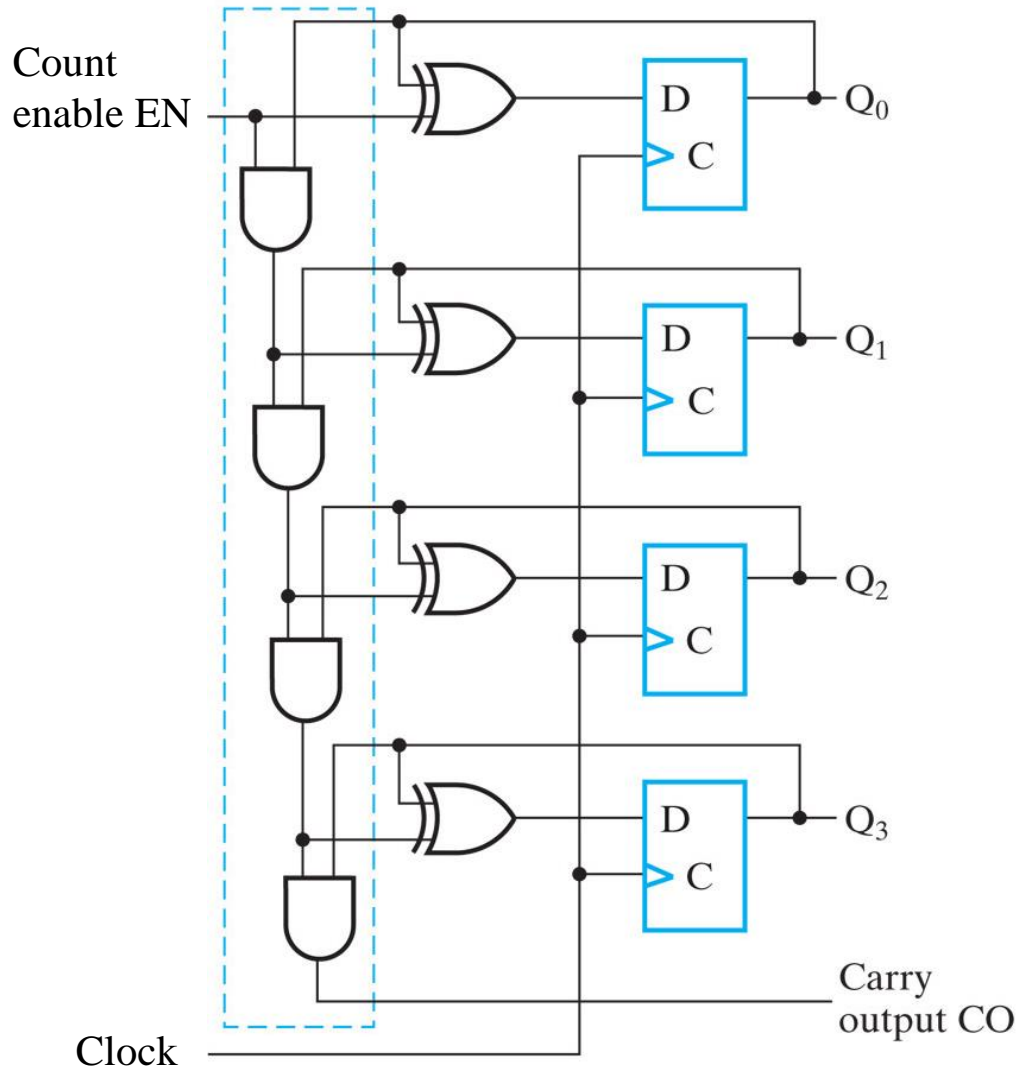 Count
enable EN
D
Q0
C
D
Q1
C
D
Q2
C
D
Q3
C
Carry
output CO
Clock